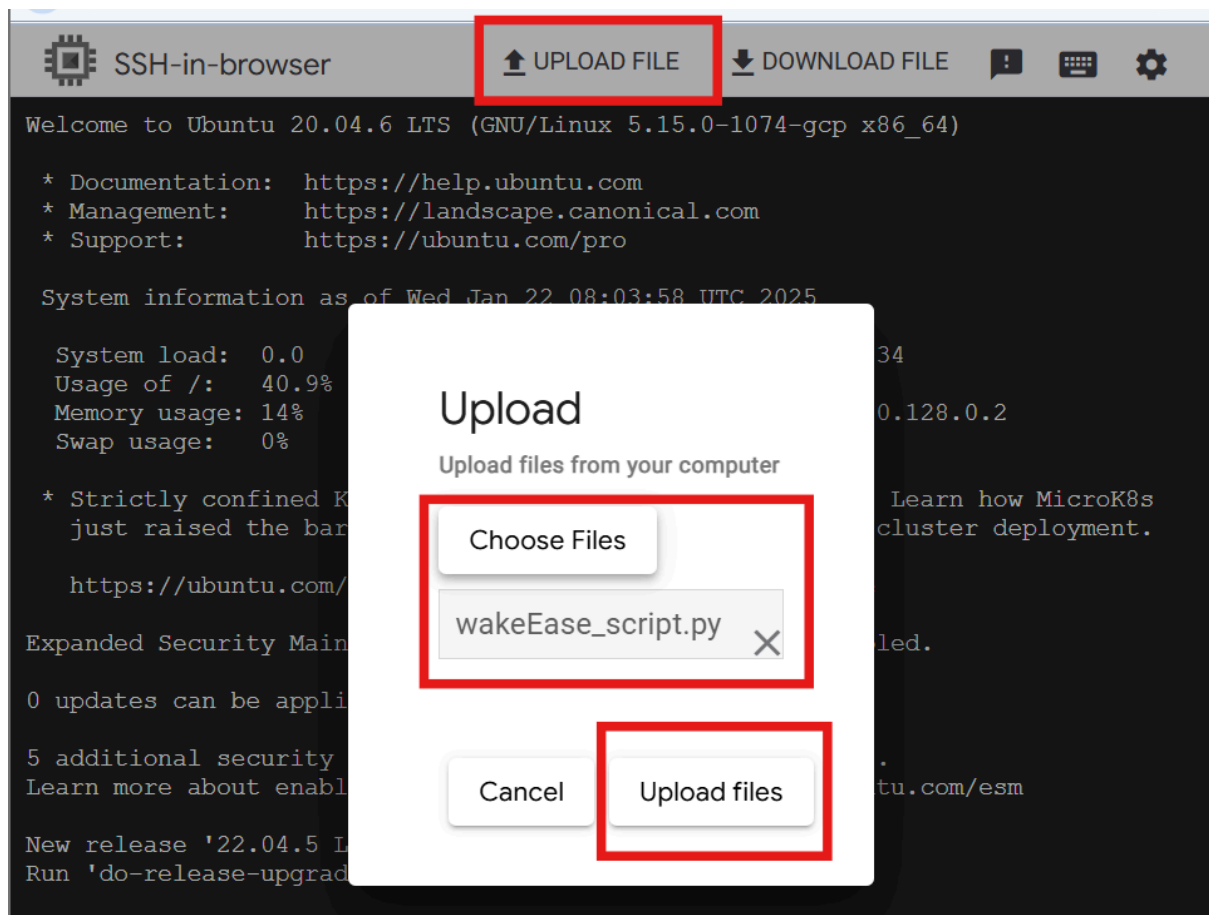 SSH-in-browser UPLOAD FILE DOWNLOAD FILE
Welcome to Ubuntu 20.04.6 LTS (GNU/Linux 5.15.0-1074-gcp x86_64)
* Documentation: https://help.ubuntu.com
* Management: https://landscape.canonical.com
* Support: https://ubuntu.com/pro
System information as of Wed Jan 22 08:03:58 UTC 2025
System load: 0.0 34
Usage of /: 40.9%
Memory usage: 14% 0.128.0.2
Swap usage: 0%
* Strictly confined K Learn how MicroK8s
just raised the bar cluster deployment.
https://ubuntu.com/
Expanded Security Main led.
0 updates can be appli
5 additional security .
Learn more about enabl tu.com/esm
New release '22.04.5 L
Run 'do-release-upgrad
Upload
Upload files from your computer
Choose Files
wakeEase_script.py
Cancel Upload files